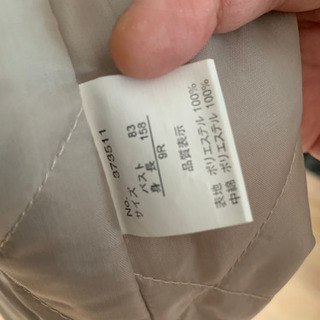 No. 373511
サイズ
バスト 83
身長 158
9R
品質表示
表地 ポリエステル 100%
中綿 ポリエステル 100%